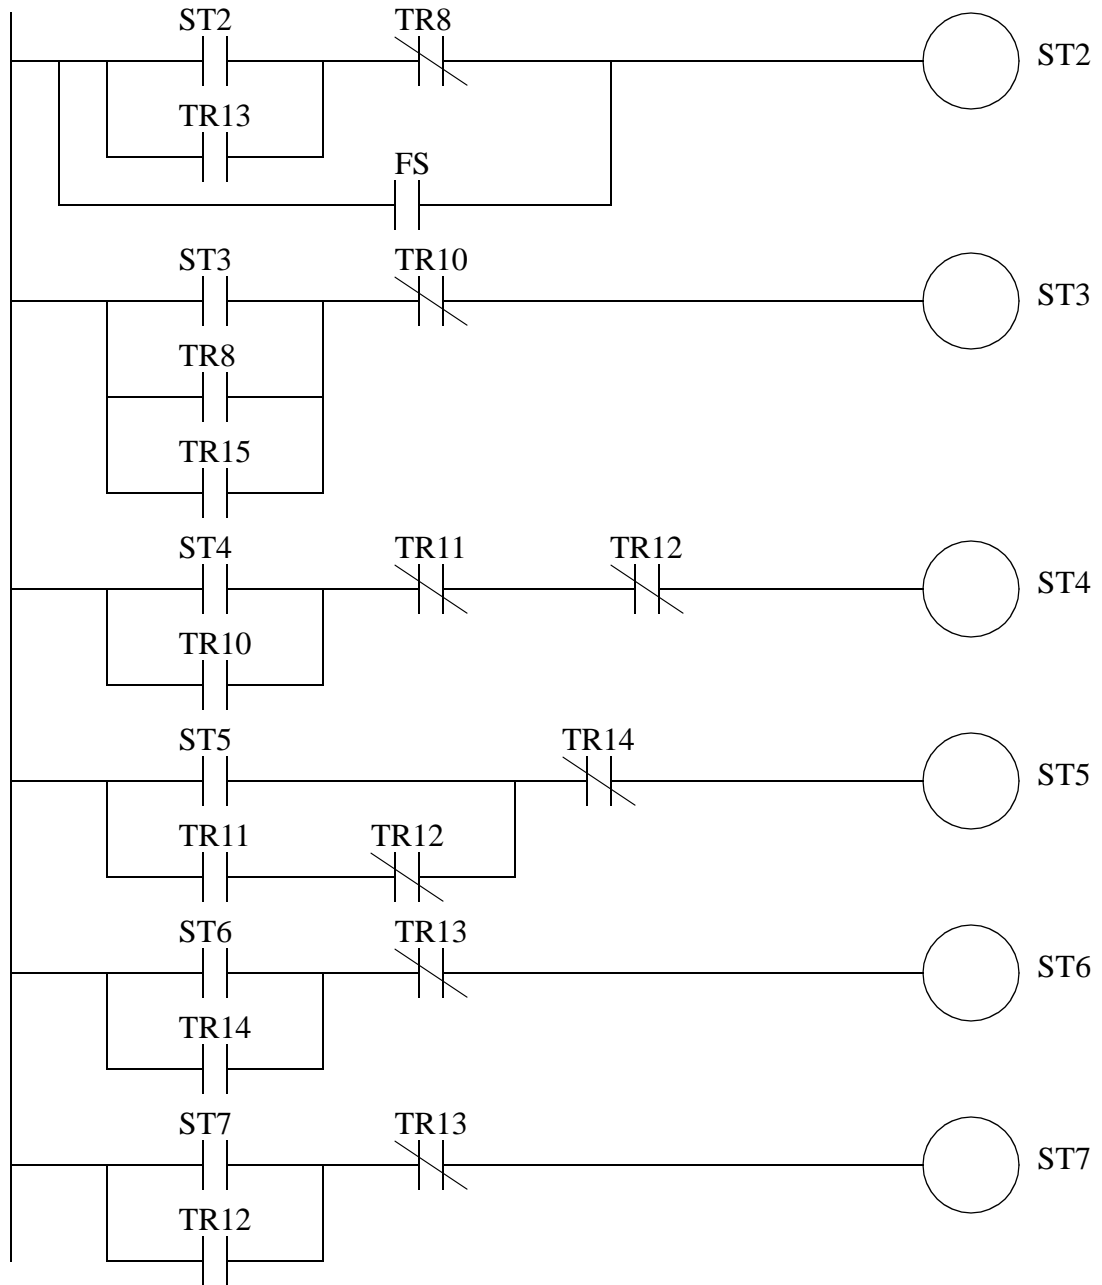 ST2 TR8 ST2
TR13
FS
ST3 TR10 ST3
TR8
TR15
ST4 TR11 TR12 ST4
TR10
ST5 TR14 ST5
TR11 TR12
ST6 TR13 ST6
TR14
ST7 TR13 ST7
TR12